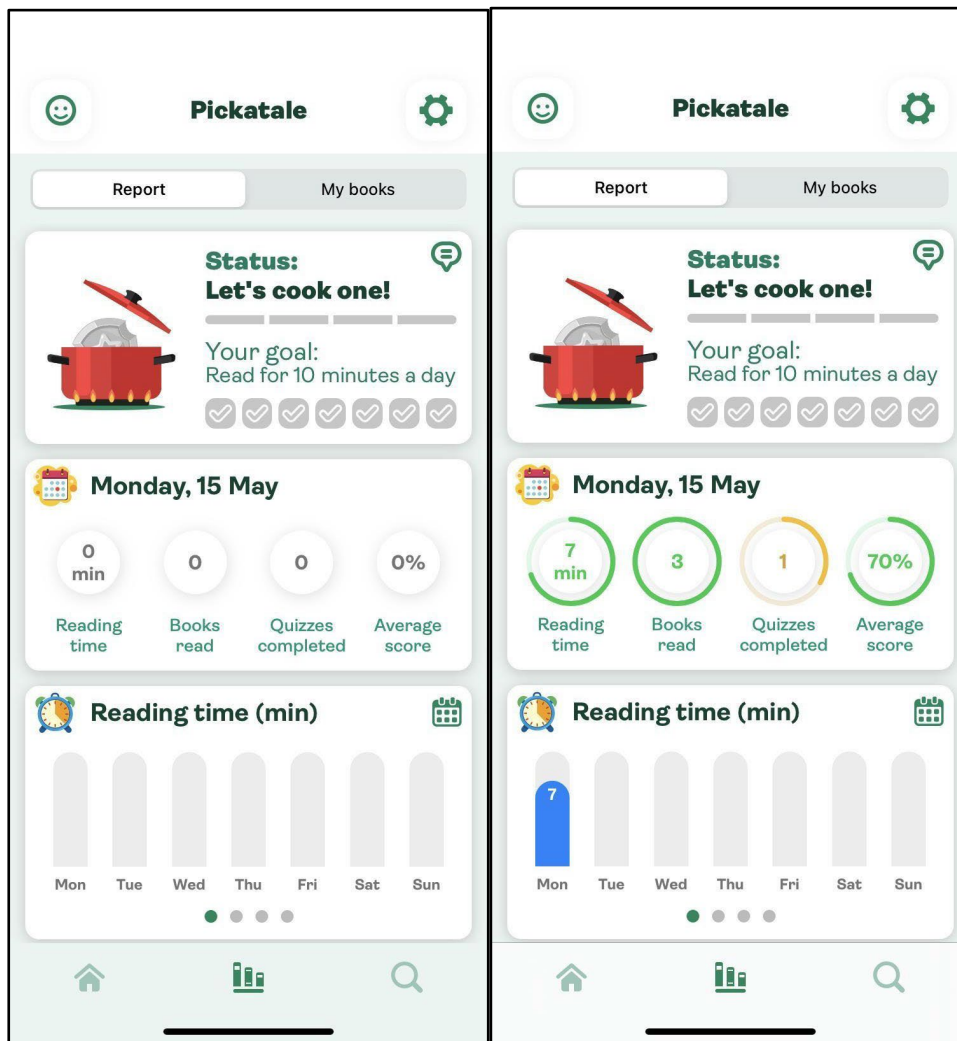 Pickatale
Report
My books
Status:
Let's cook one!
Your goal:
Read for 10 minutes a day
Monday, 15 May
0
min
0
0
0%
Reading
time
Books
read
Quizzes
completed
Average
score
Reading time (min)
Mon
Tue
Wed
Thu
Fri
Sat
Sun
Pickatale
Report
My books
Status:
Let's cook one!
Your goal:
Read for 10 minutes a day
Monday, 15 May
7
min
3
1
70%
Reading
time
Books
read
Quizzes
completed
Average
score
Reading time (min)
7
Mon
Tue
Wed
Thu
Fri
Sat
Sun